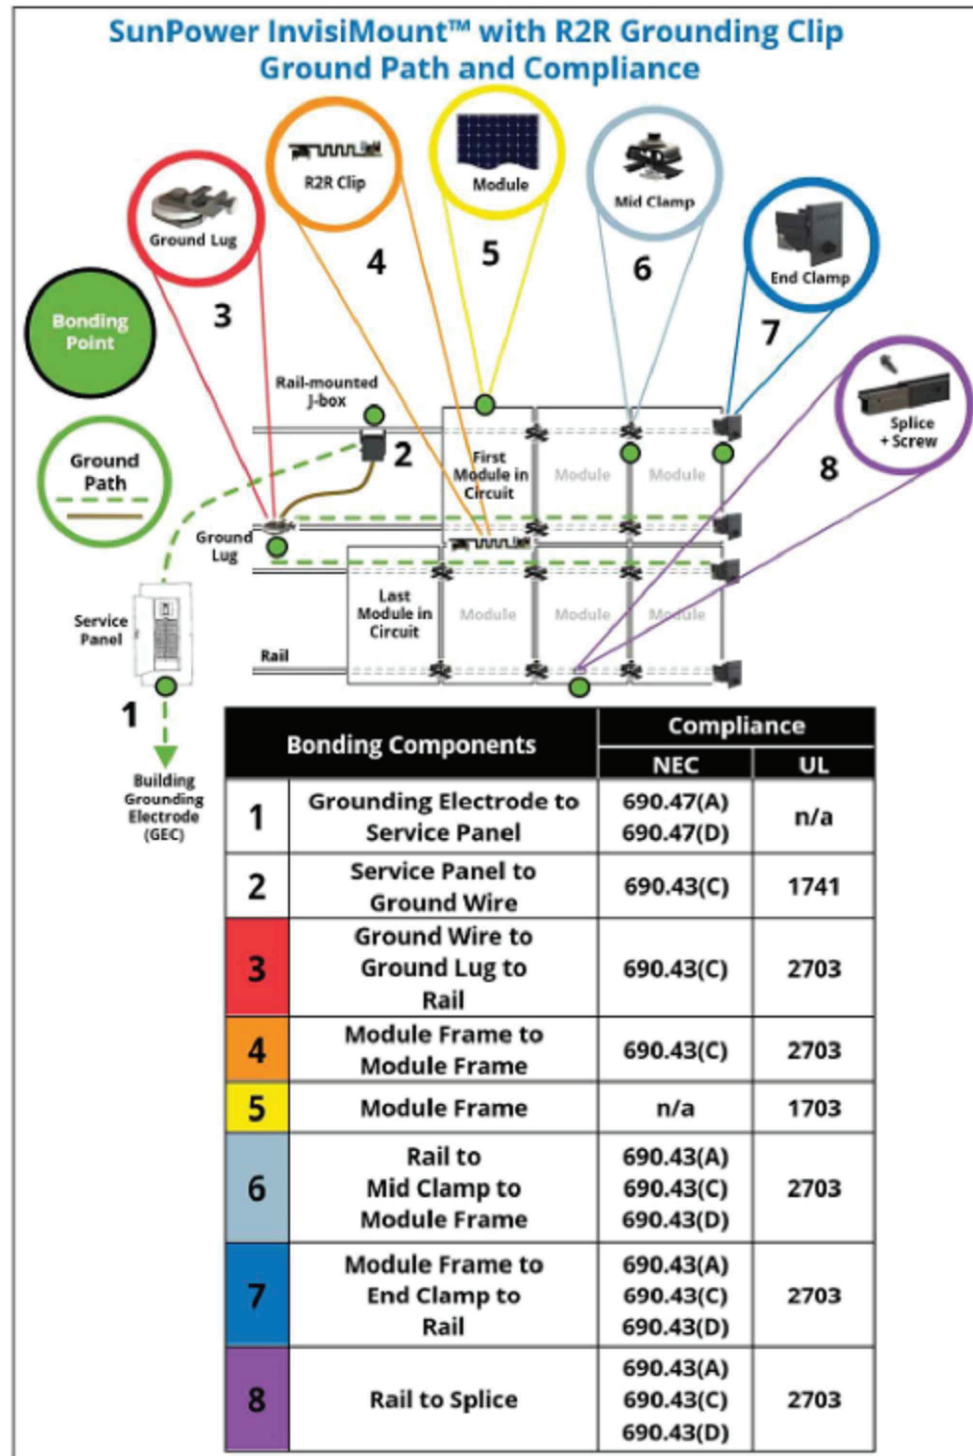 SunPower InvisiMount™ with R2R Grounding Clip
Ground Path and Compliance
Ground Lug
R2R Clip
Module
Mid Clamp
End Clamp
Splice
+ Screw
3
4
5
6
7
8
Bonding
Point
Ground
Path
Rail-mounted
J-box
2
First
Module in
Circuit
Module
Module
Ground
Lug
Last
Module in
Circuit
Module
Module
Module
Service
Panel
Rail
1
Building
Grounding
Electrode
(GEC)
Bonding Components
Compliance
NEC
UL
1
Grounding Electrode to
Service Panel
690.47(A)
690.47(D)
n/a
2
Service Panel to
Ground Wire
690.43(C)
1741
3
Ground Wire to
Ground Lug to
Rail
690.43(C)
2703
4
Module Frame to
Module Frame
690.43(C)
2703
5
Module Frame
n/a
1703
6
Rail to
Mid Clamp to
Module Frame
690.43(A)
690.43(C)
690.43(D)
2703
7
Module Frame to
End Clamp to
Rail
690.43(A)
690.43(C)
690.43(D)
2703
8
Rail to Splice
690.43(A)
690.43(C)
690.43(D)
2703